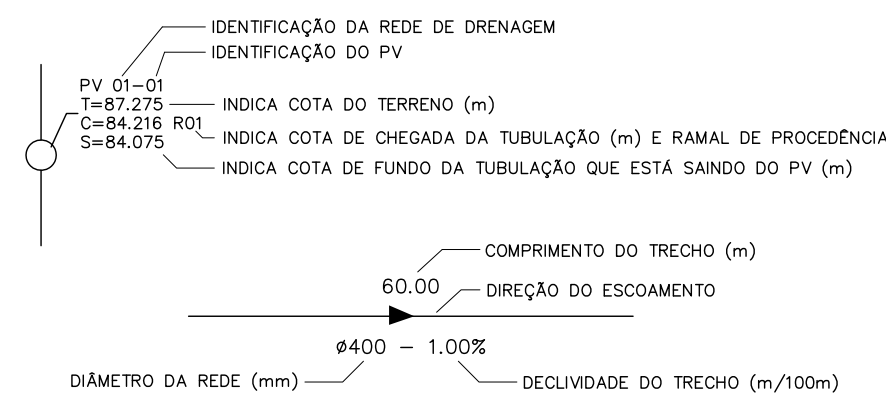 IDENTIFICAÇÃO DA REDE DE DRENAGEM
IDENTIFICAÇÃO DO PV
PV 01-01
T=87.275
INDICA COTA DO TERRENO (m)
C=84.216 R01
INDICA COTA DE CHEGADA DA TUBULAÇÃO (m) E RAMAL DE PROCEDÊNCIA
S=84.075
INDICA COTA DE FUNDO DA TUBULAÇÃO QUE ESTÁ SAINDO DO PV (m)
COMPRIMENTO DO TRECHO (m)
60.00
DIREÇÃO DO ESCOAMENTO
ø400 - 1.00%
DIÂMETRO DA REDE (mm)
DECLIVIDADE DO TRECHO (m/100m)